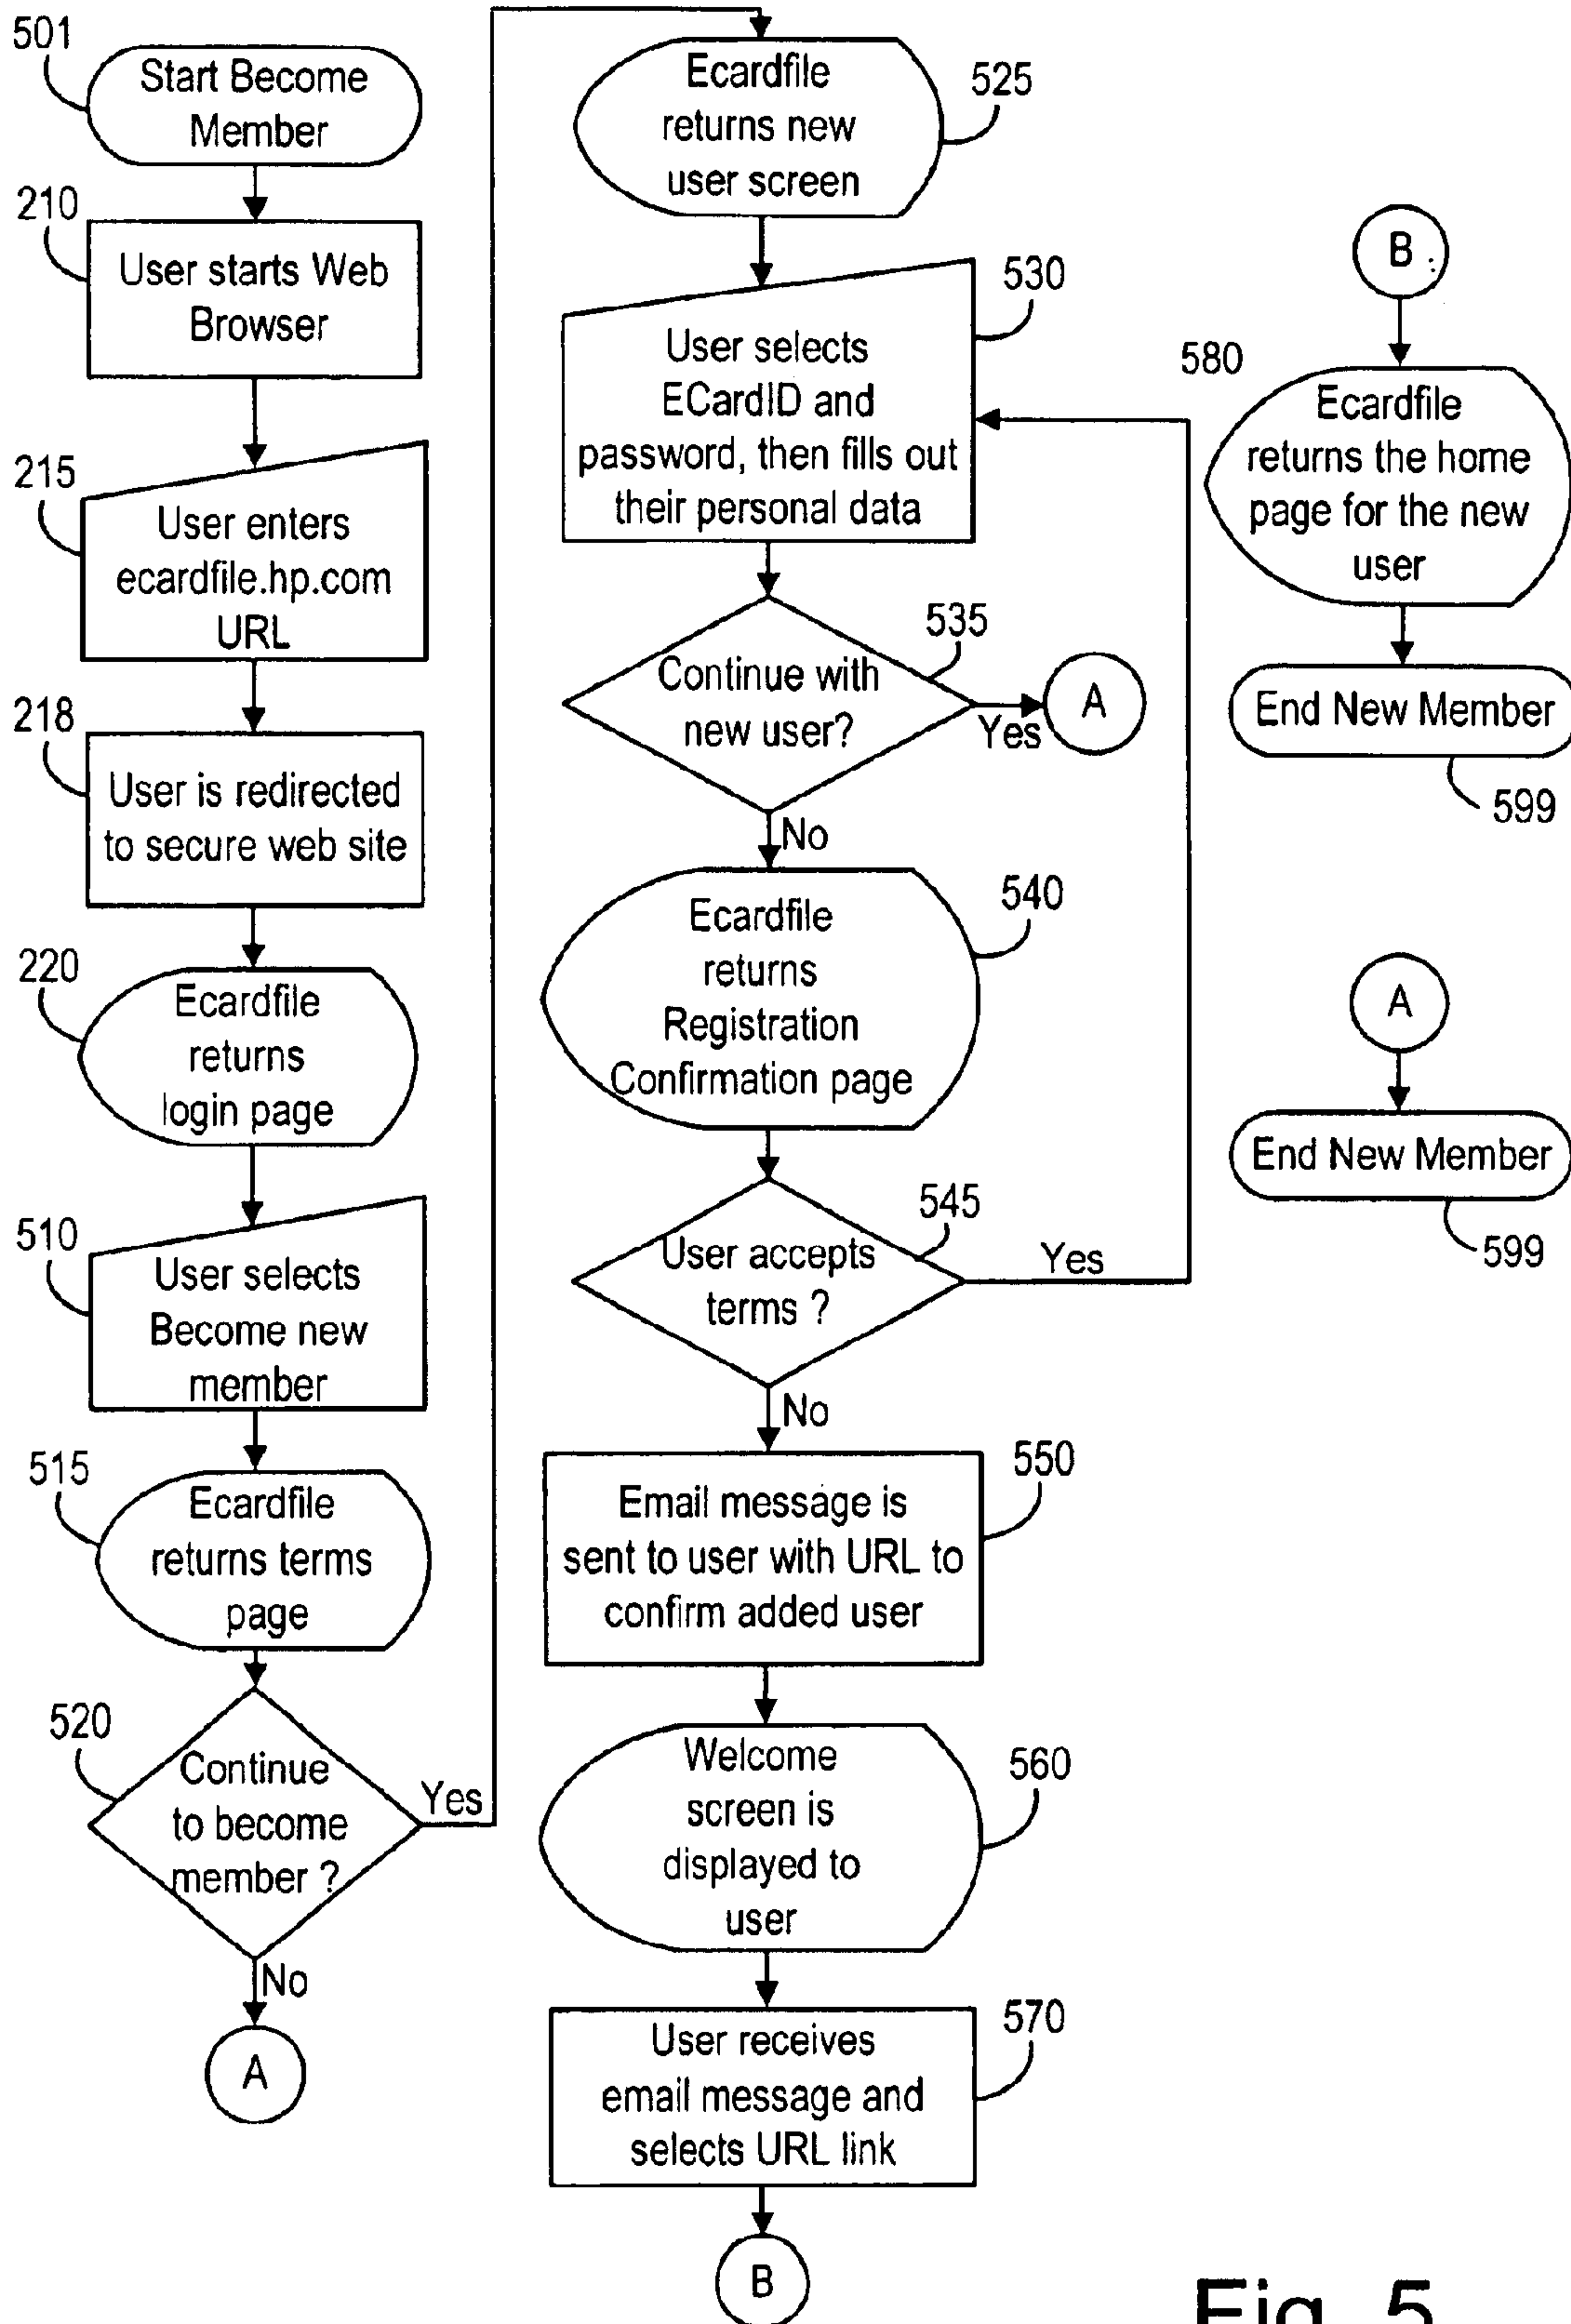 501
Start Become
Member
210
User starts Web
Browser
215
User enters
ecardfile.hp.com
URL
218
User is redirected
to secure web site
220
Ecardfile
returns
login page
510
User selects
Become new
member
515
Ecardfile
returns terms
page
520
Continue
to become
member ?
Yes
No
A
Ecardfile
returns new
user screen
525
530
User selects
ECardID and
password, then fills out
their personal data
535
Continue with
new user?
Yes
A
No
540
Ecardfile
returns
Registration
Confirmation page
545
User accepts
terms ?
Yes
No
550
Email message is
sent to user with URL to
confirm added user
560
Welcome
screen is
displayed to
user
570
User receives
email message and
selects URL link
B
B
580
Ecardfile
returns the home
page for the new
user
End New Member
599
A
End New Member
599
Fig. 5